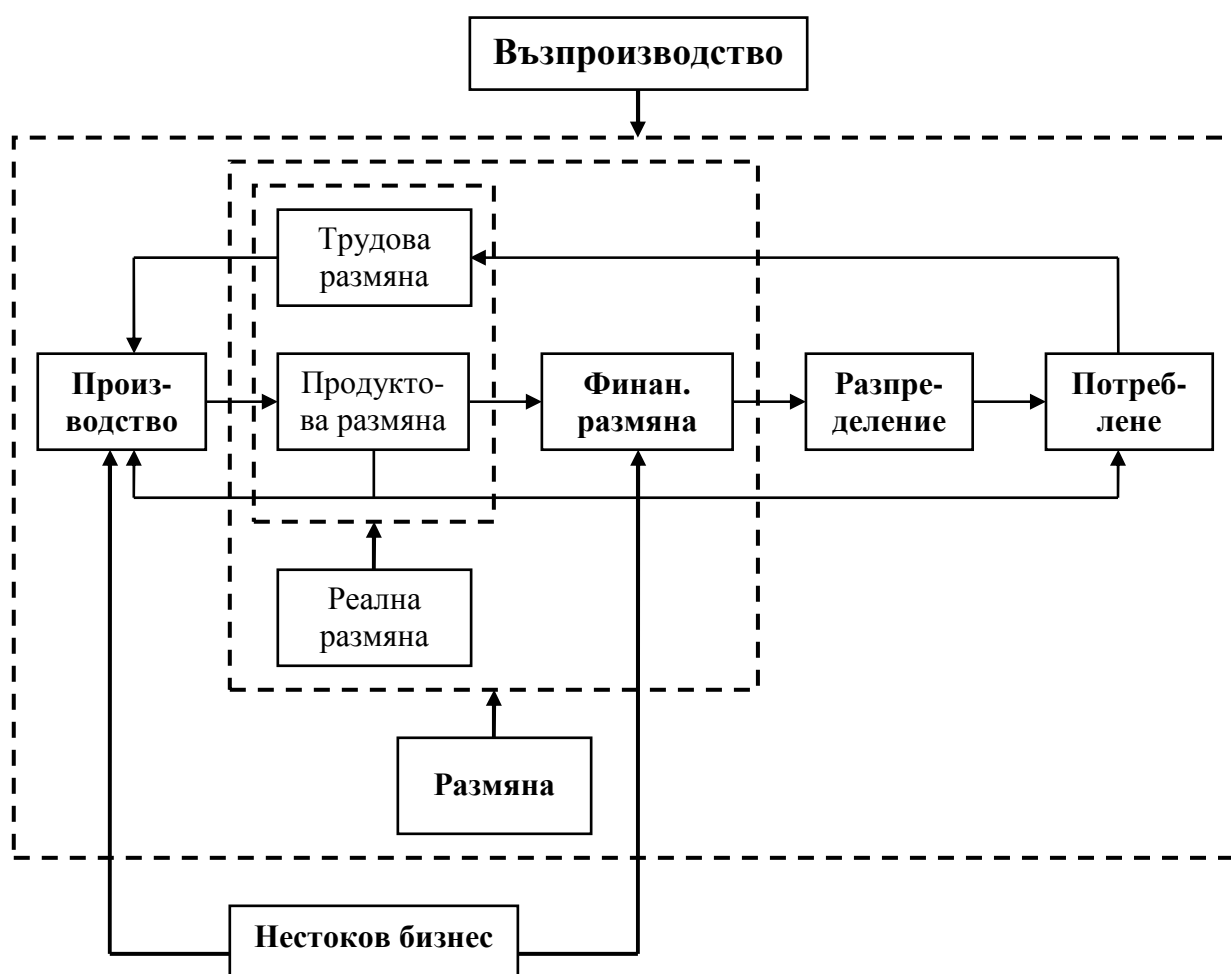 Възпроизводство
Трудова
размяна
Произ-
водство
Продукто-
ва размяна
Финан.
размяна
Разпре-
деление
Потреб-
лене
Реална
размяна
Размяна
Нестоков бизнес